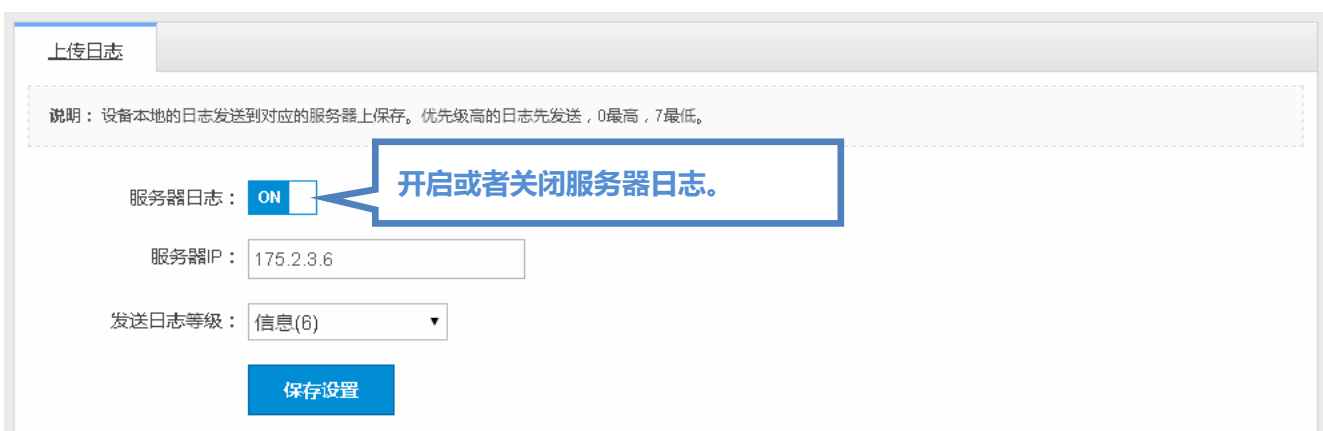 上传日志
说明：设备本地的日志发送到对应的服务器上保存。优先级高的日志先发送，0最高，7最低。
开启或者关闭服务器日志。
服务器日志： ON
服务器IP： 175.2.3.6
发送日志等级： 信息(6)
保存设置